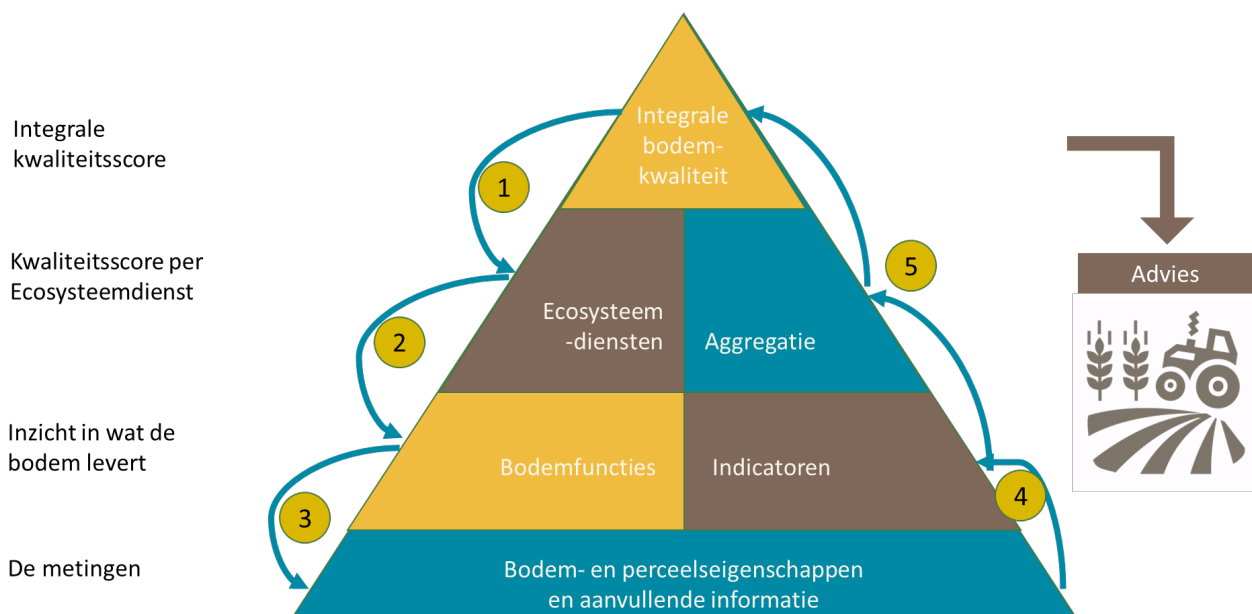 Integrale
kwaliteitsscore
Integrale
bodem-
kwaliteit
1
Kwaliteitsscore per
Ecosysteemdienst
Ecosysteem
-diensten
Aggregatie
5
Advies
2
Inzicht in wat de
bodem levert
Bodemfuncties
Indicatoren
4
3
De metingen
Bodem- en perceelseigenschappen
en aanvullende informatie